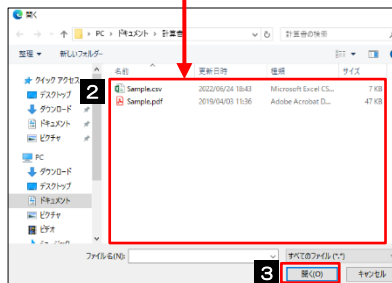 開く
PC › ドキュメント › 計算書
計算書の検索
整理 新しいフォルダー
名前 更新日時 種類 サイズ
クイック アクセス
2
Sample.csv 2022/06/24 18:43 Microsoft Excel CS... 2 KB
デスクトップ
Sample.pdf 2019/04/03 11:36 Adobe Acrobat D... 47 KB
ダウンロード
ドキュメント
ピクチャ
PC
ダウンロード
デスクトップ
ドキュメント
ピクチャ
ビデオ
ファイル名(N):
すべてのファイル (*.*)
3
開く(O)
キャンセル